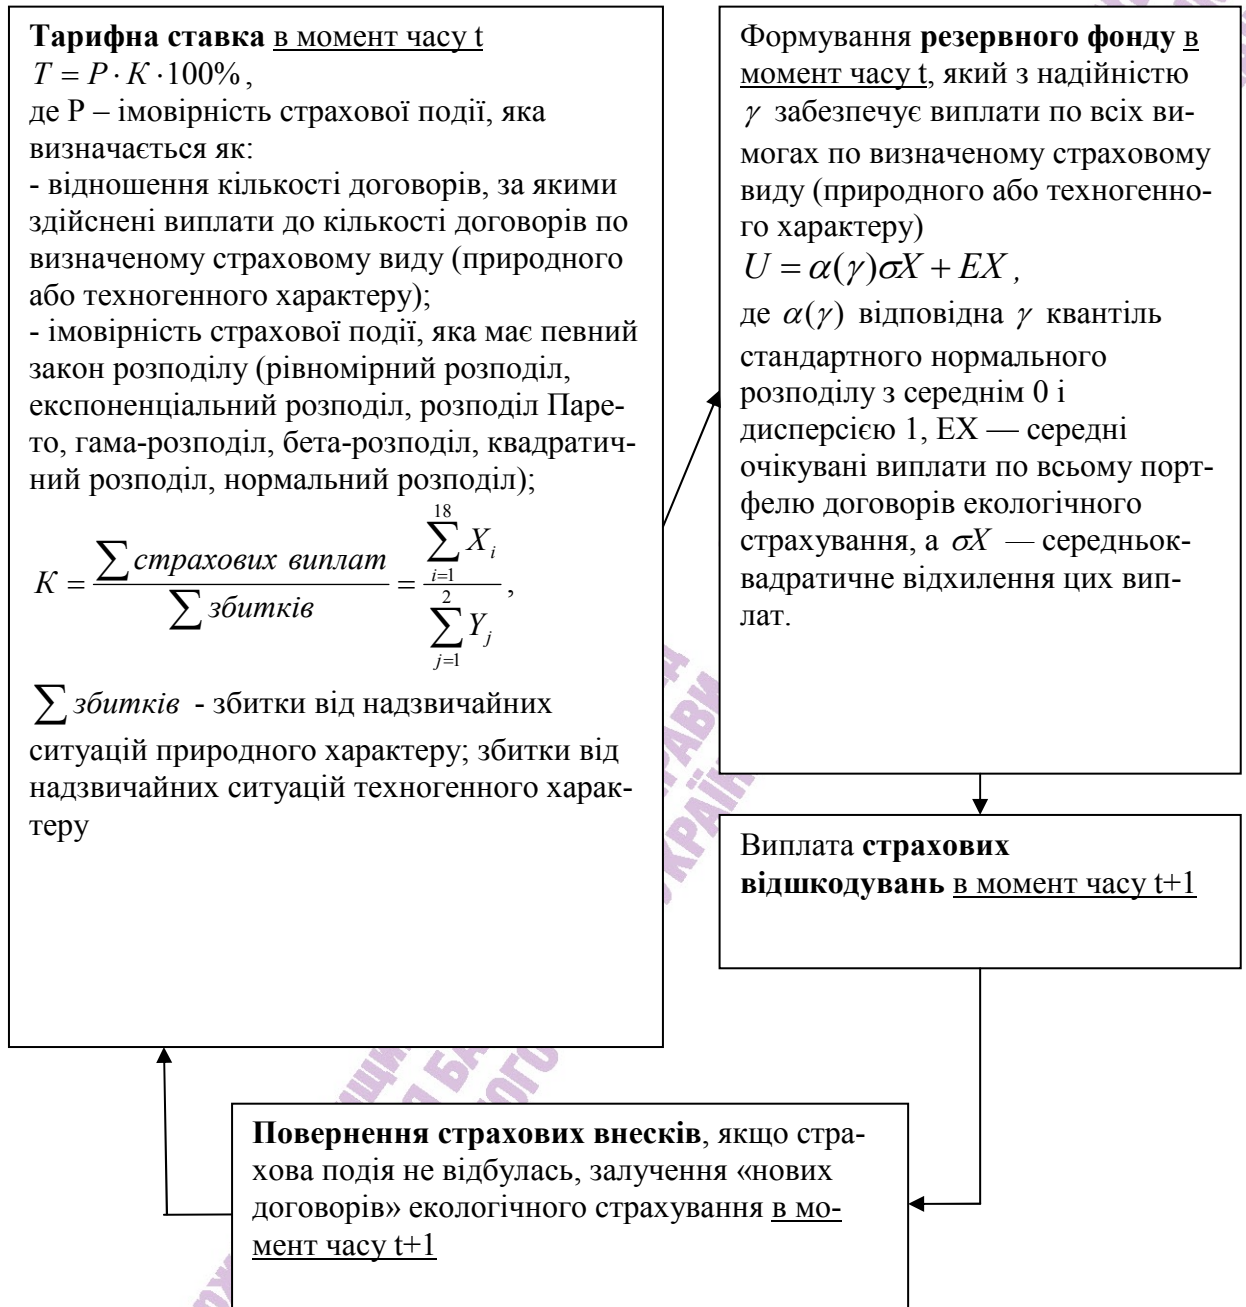 Тарифна ставка в момент часу t
T = P · K · 100%,
де P – імовірність страхової події, яка
визначається як:
- відношення кількості договорів, за якими
здійснені виплати до кількості договорів по
визначеному страховому виду (природного
або техногенного характеру);
- імовірність страхової події, яка має певний
закон розподілу (рівномірний розподіл,
експоненціальний розподіл, розподіл Паре-
то, гама-розподіл, бета-розподіл, квадратич-
ний розподіл, нормальний розподіл);
K = ∑ страхових виплат / ∑ збитків = ∑_{i=1}^{18} X_i / ∑_{j=1}^{2} Y_j ,
∑ збитків - збитки від надзвичайних
ситуацій природного характеру; збитки від
надзвичайних ситуацій техногенного харак-
теру
Формування резервного фонду в
момент часу t, який з надійністю
γ забезпечує виплати по всіх ви-
могах по визначеному страховому
виду (природного або техногенно-
го характеру)
U = α(γ)σX + EX ,
де α(γ) відповідна γ квантіль
стандартного нормального
розподілу з середнім 0 і
дисперсією 1, EX — середні
очікувані виплати по всьому порт-
фелю договорів екологічного
страхування, а σX — середньок-
вадратичне відхилення цих вип-
лат.
Виплата страхових
відшкодувань в момент часу t+1
Повернення страхових внесків, якщо стра-
хова подія не відбулась, залучення «нових
договорів» екологічного страхування в мо-
мент часу t+1